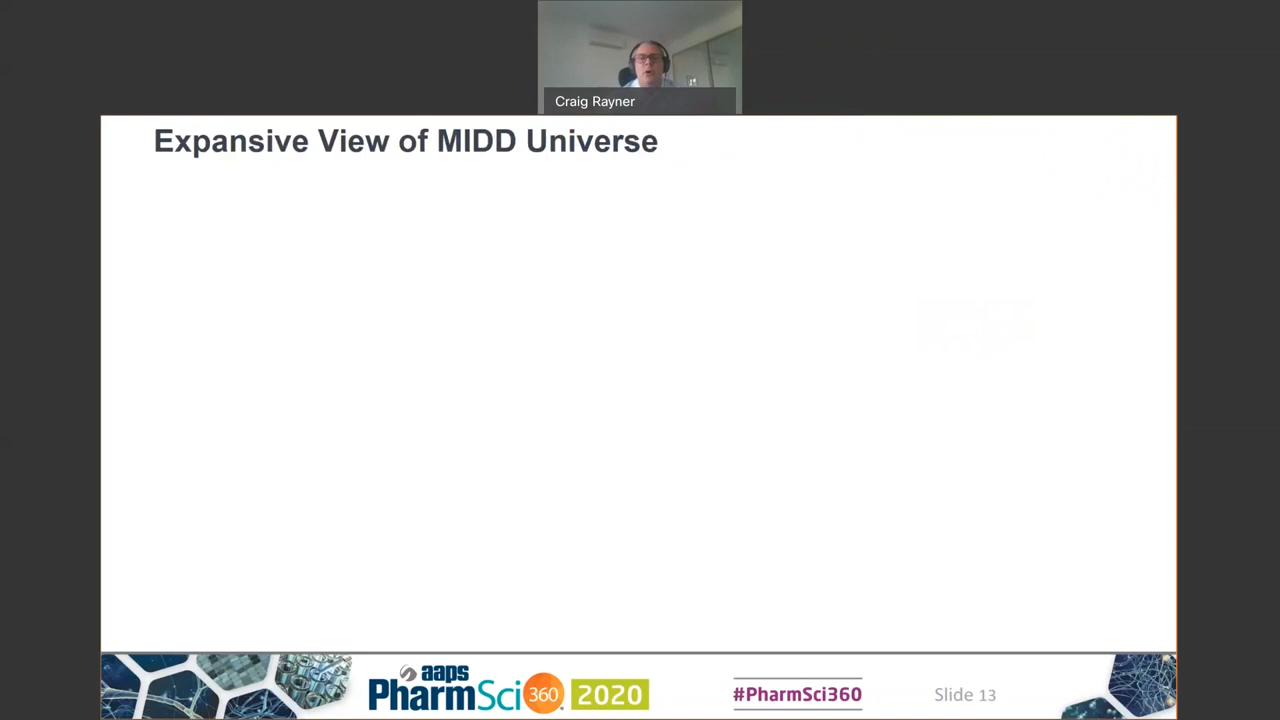 Craig Rayner
Expansive View of MIDD Universe
aaps
PharmSci 360 2020
#PharmSci360
Slide 13